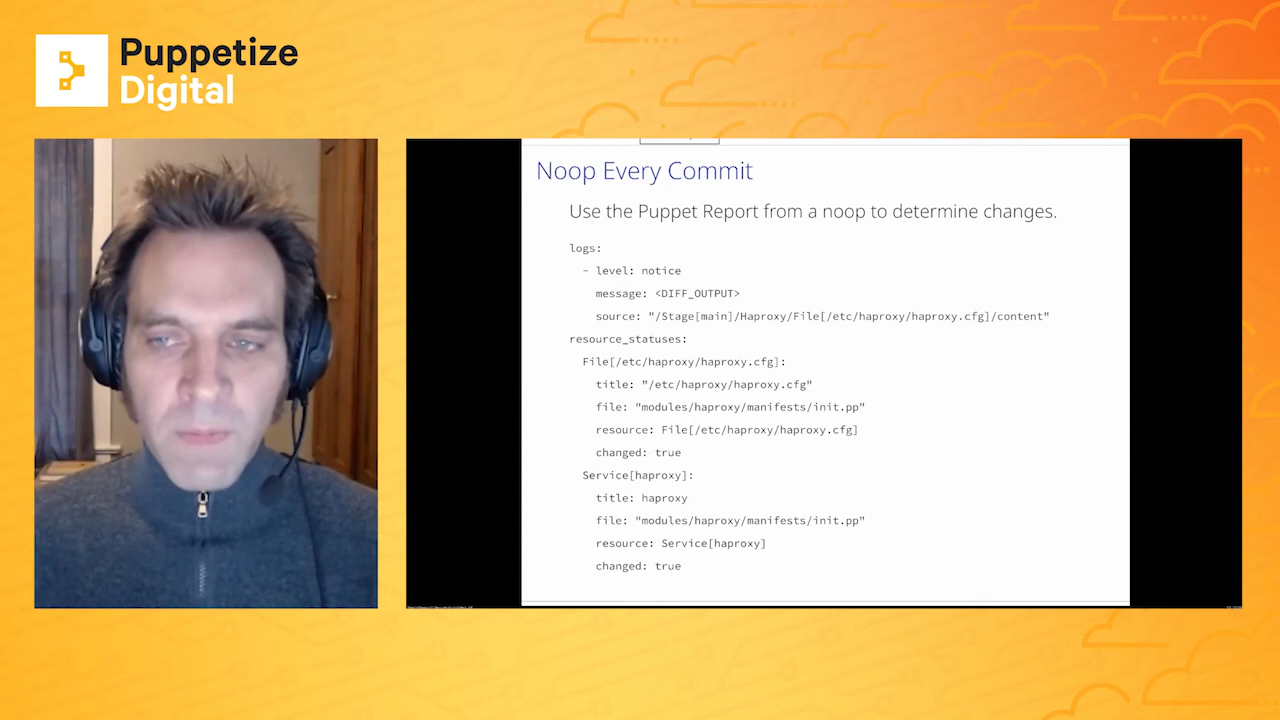 Puppetize
Digital
Noop Every Commit
Use the Puppet Report from a noop to determine changes.
logs:
- level: notice
message: <DIFF_OUTPUT>
source: "/Stage[main]/Haproxy/File[/etc/haproxy/haproxy.cfg]/content"
resource_statuses:
File[/etc/haproxy/haproxy.cfg]:
title: "/etc/haproxy/haproxy.cfg"
file: "modules/haproxy/manifests/init.pp"
resource: File[/etc/haproxy/haproxy.cfg]
changed: true
Service[haproxy]:
title: haproxy
file: "modules/haproxy/manifests/init.pp"
resource: Service[haproxy]
changed: true